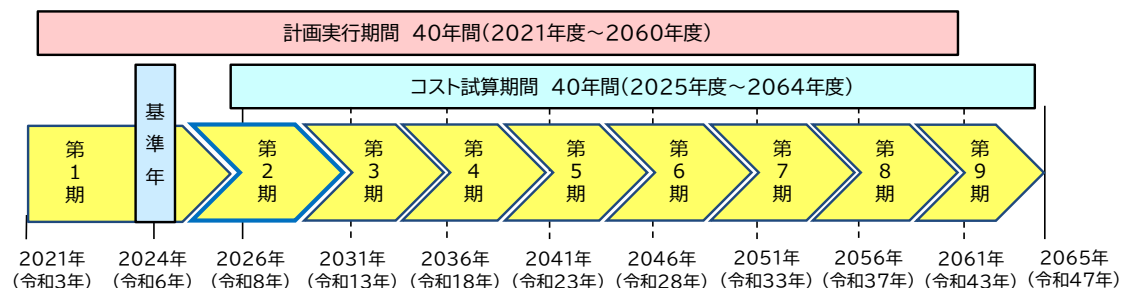 計画実行期間 40年間(2021年度～2060年度)
コスト試算期間 40年間(2025年度～2064年度)
基準年
第1期
第2期
第3期
第4期
第5期
第6期
第7期
第8期
第9期
2021年 2024年 2026年 2031年 2036年 2041年 2046年 2051年 2056年 2061年 2065年
(令和3年) (令和6年) (令和8年) (令和13年) (令和18年) (令和23年) (令和28年) (令和33年) (令和37年) (令和43年) (令和47年)